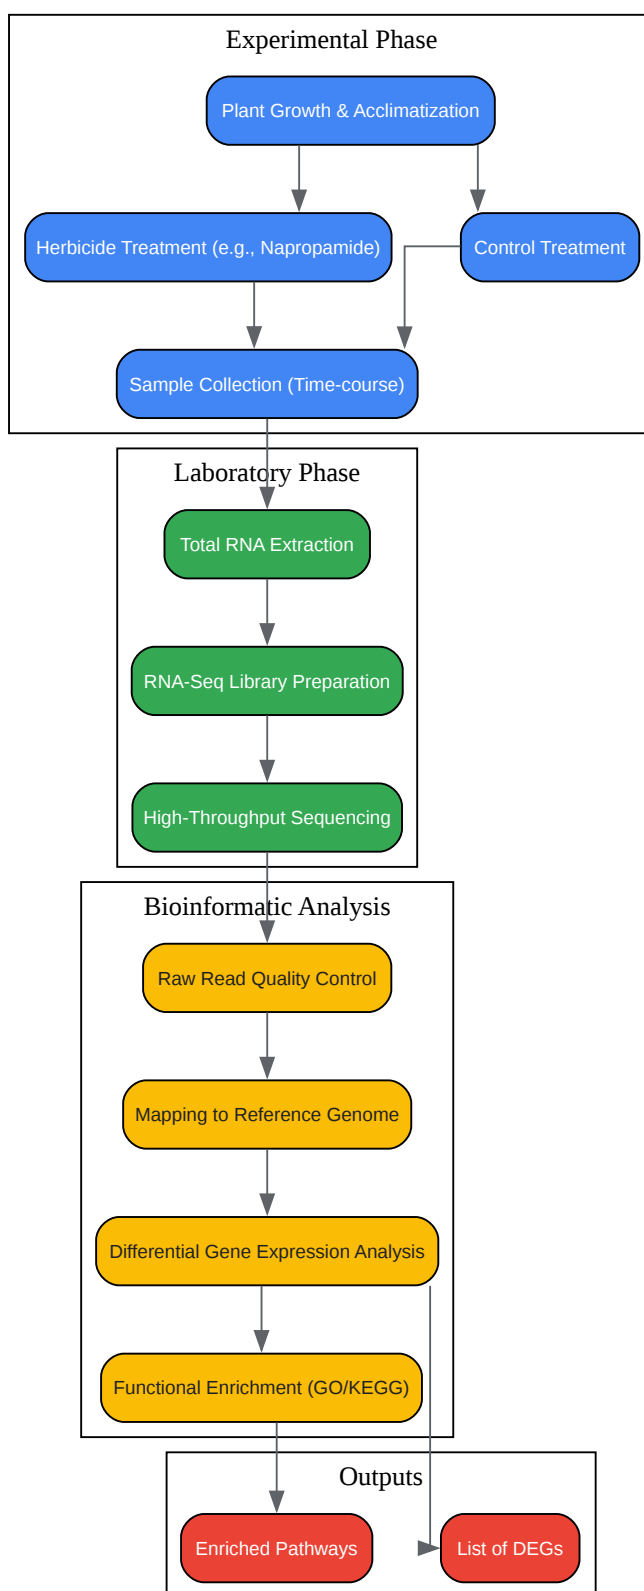 Experimental Phase
Plant Growth & Acclimatization
Herbicide Treatment (e.g., Napropamide)
Control Treatment
Sample Collection (Time-course)
Laboratory Phase
Total RNA Extraction
RNA-Seq Library Preparation
High-Throughput Sequencing
Bioinformatic Analysis
Raw Read Quality Control
Mapping to Reference Genome
Differential Gene Expression Analysis
Functional Enrichment (GO/KEGG)
Outputs
Enriched Pathways
List of DEGs